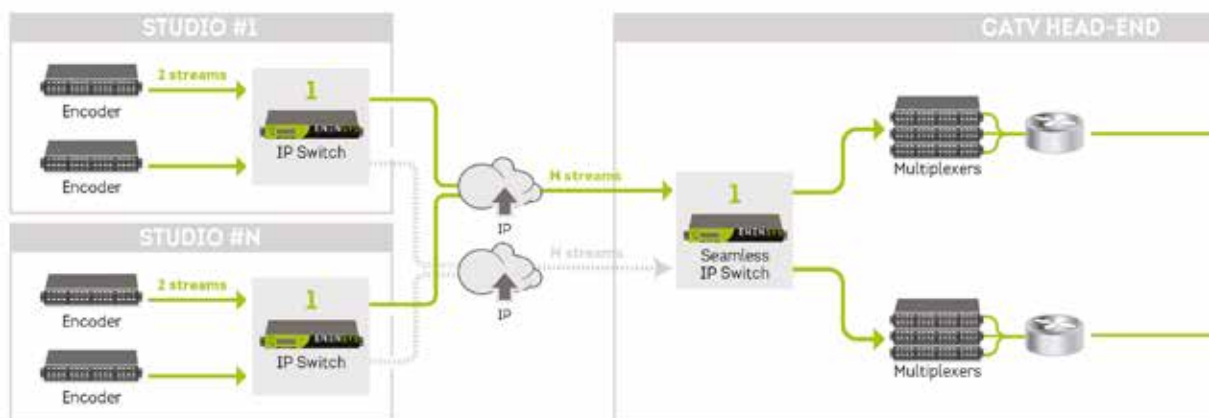 STUDIO #1
2 streams
Encoder
Encoder
1
IP Switch
STUDIO #N
2 streams
Encoder
Encoder
1
IP Switch
IP
IP
N streams
N streams
CATV HEAD-END
1
Seamless
IP Switch
Multiplexers
Multiplexers